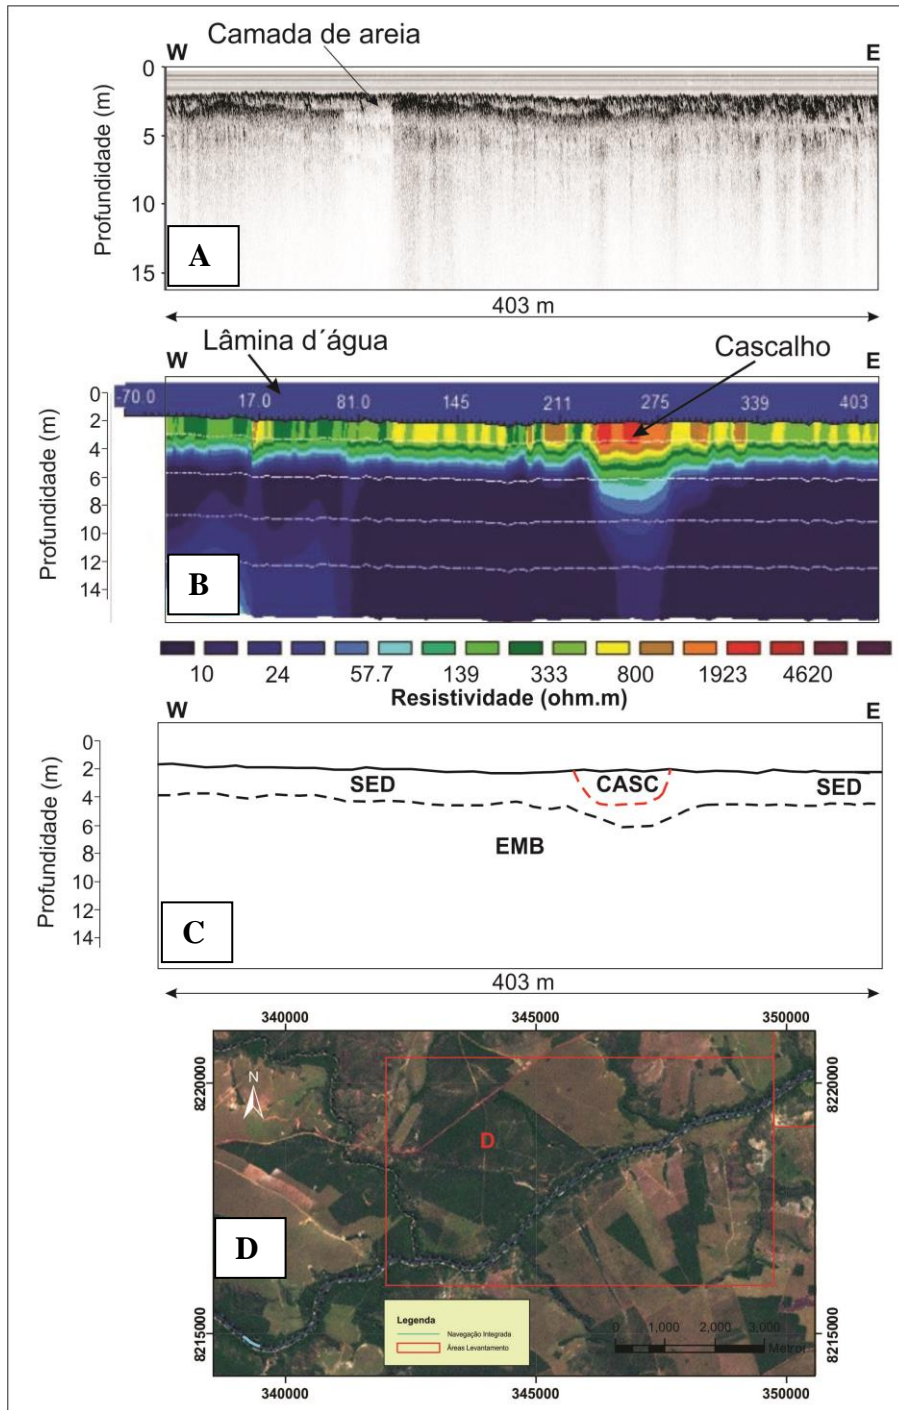 Camada de areia
W E
0
5
10
15
Profundidade (m)
A
403 m
Lâmina d´água
Cascalho
W E
-70.0 17.0 81.0 145 211 275 339 403
0
2
4
6
8
10
12
14
Profundidade (m)
B
10 24 57.7 139 333 800 1923 4620
Resistividade (ohm.m)
W E
0
2
4
6
8
10
12
14
Profundidade (m)
SED CASC SED
EMB
C
403 m
340000 345000 350000
8220000 8220000
N
D
D
Legenda
Navegação Integrada
Áreas Levantamento
0 1,000 2,000 3,000
Metros
8215000 8215000
340000 345000 350000